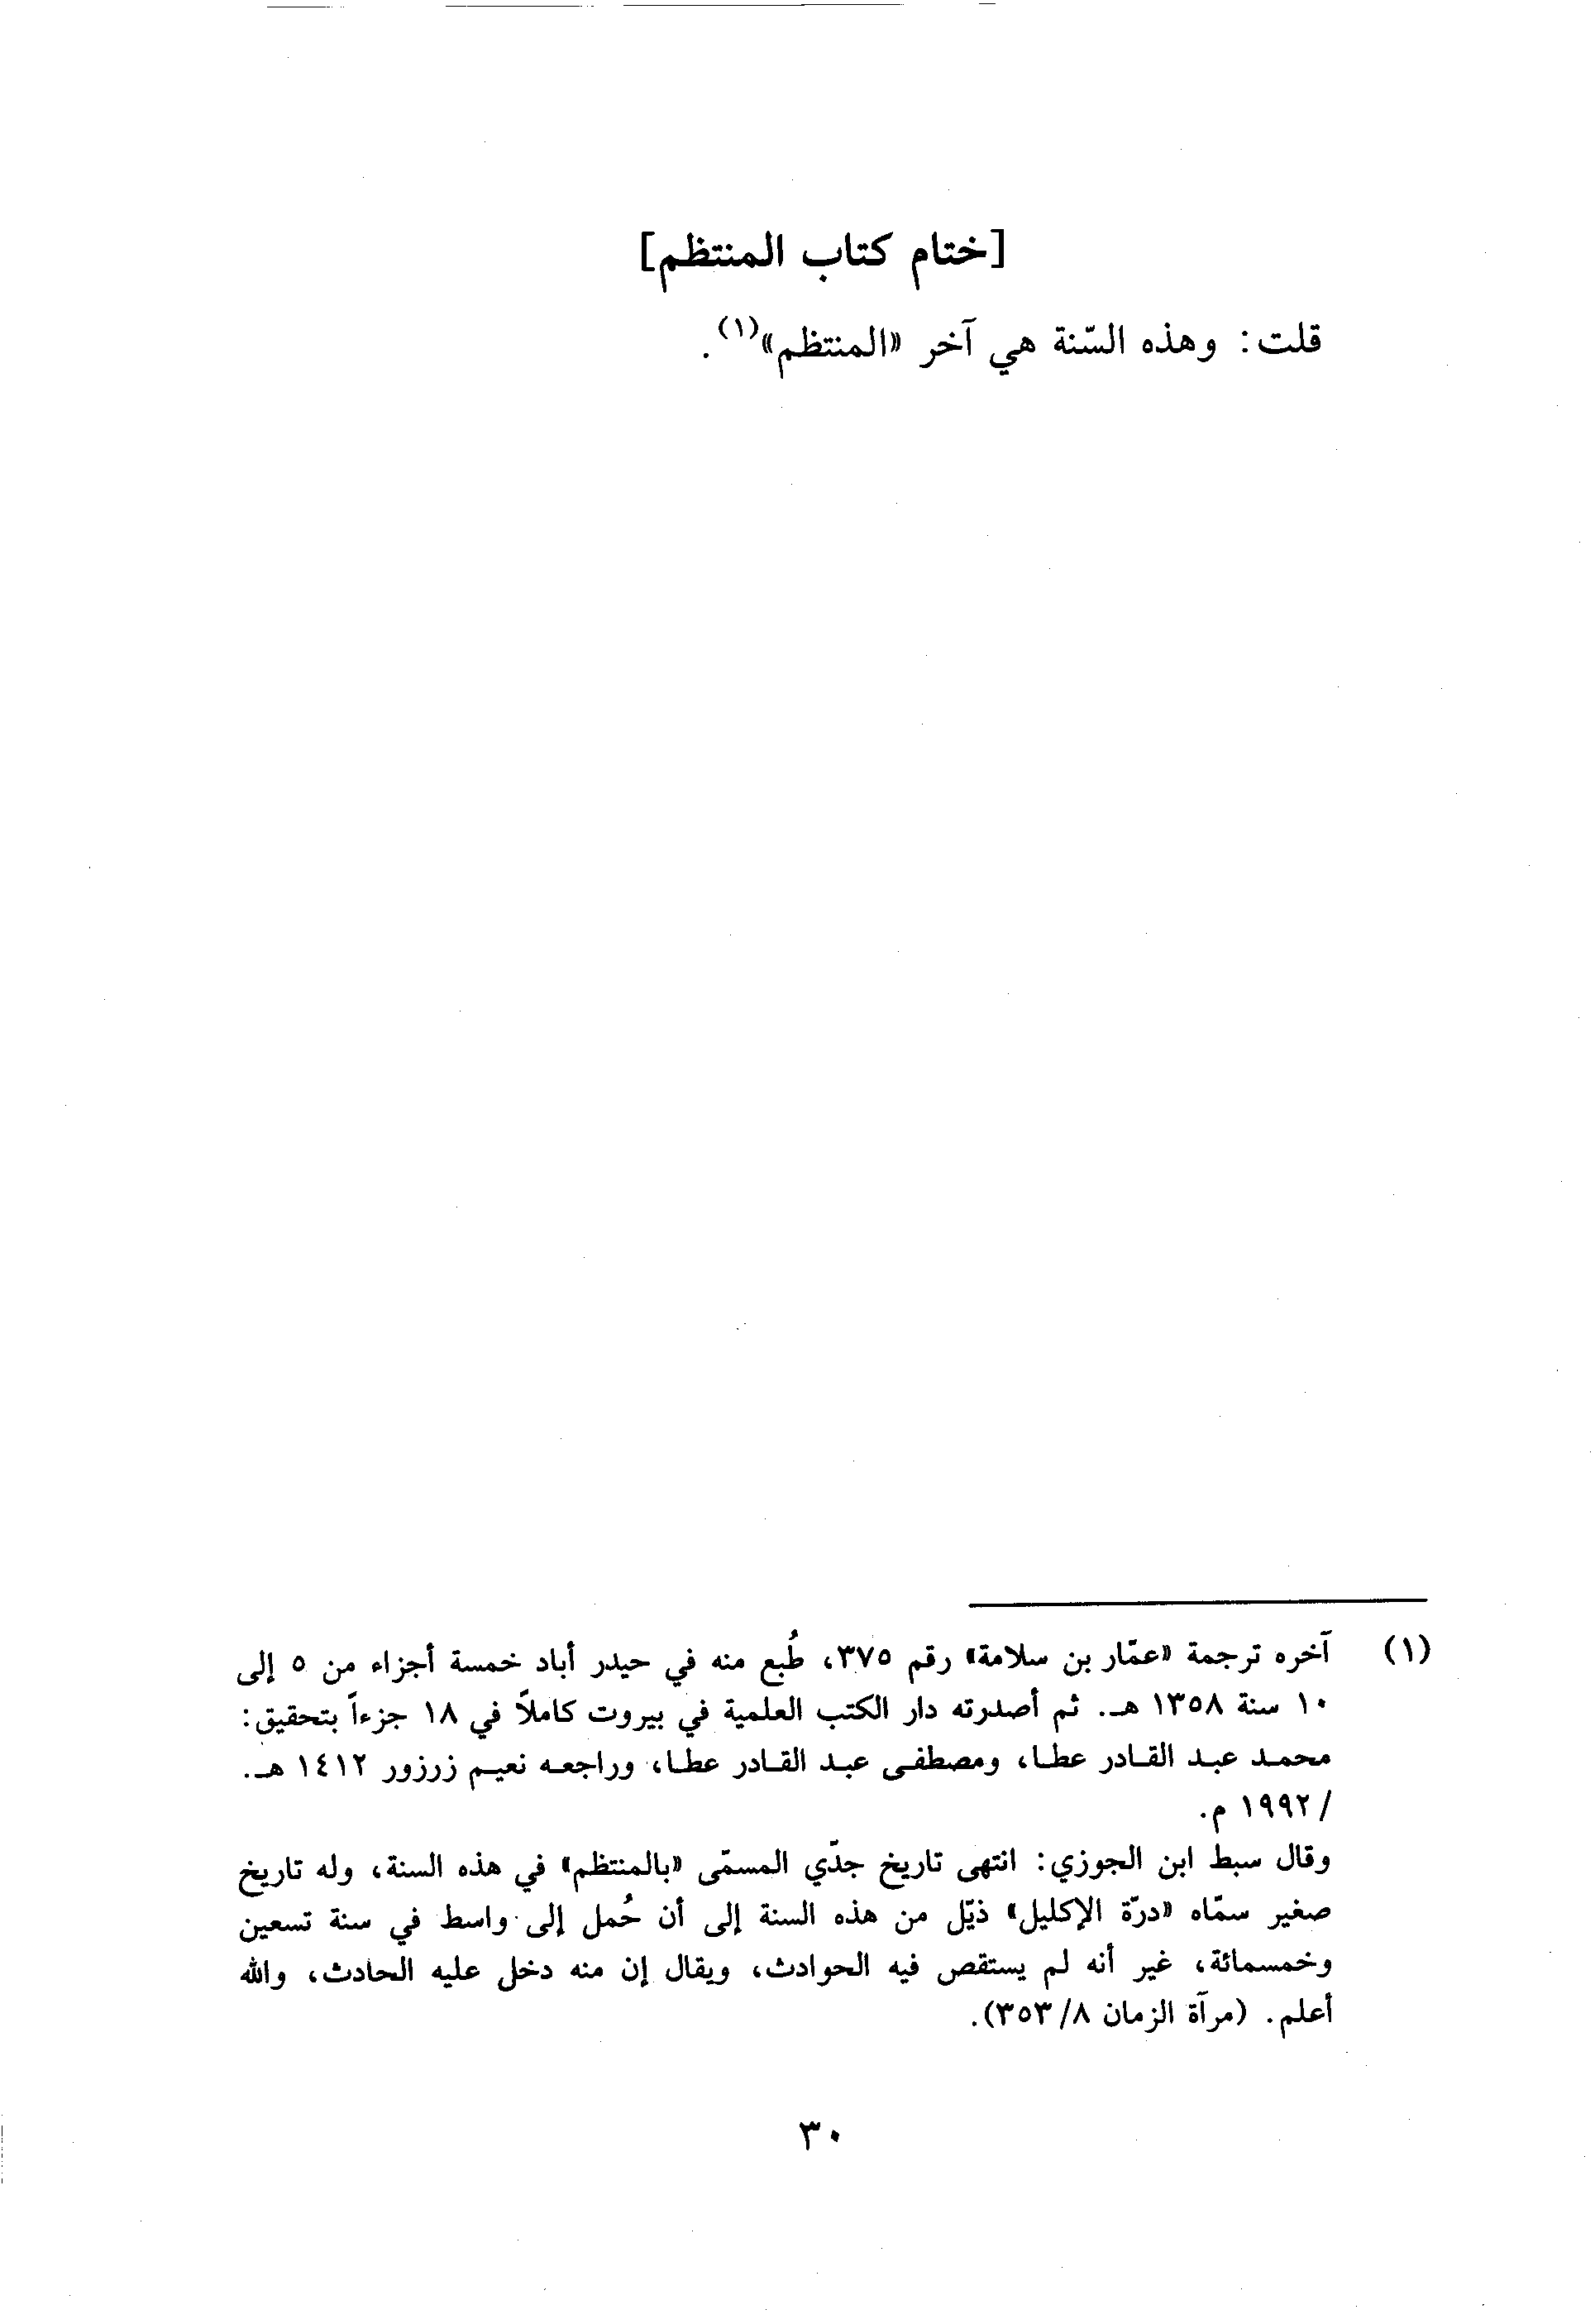 [ختام كتاب المنتظم]
قلت: وهذه السّنة هي آخر «المنتظم»(١).
(١) آخره ترجمة «عمّار بن سلامة» رقم ٣٧٥، طُبع منه في حيدر أباد خمسة أجزاء من ٥ إلى
١٠ سنة ١٣٥٨ هـ. ثم أصدرته دار الكتب العلمية في بيروت كاملاً في ١٨ جزءاً بتحقيق:
محمد عبد القادر عطا، ومصطفى عبد القادر عطا، وراجعه نعيم زرزور ١٤١٢ هـ.
/ ١٩٩٢ م.
وقال سبط ابن الجوزي: انتهى تاريخ جدّي المسمّى «بالمنتظم» في هذه السنة، وله تاريخ
صغير سمّاه «درّة الإكليل» ذيّل من هذه السنة إلى أن حُمل إلى واسط في سنة تسعين
وخمسمائة، غير أنه لم يستقص فيه الحوادث، ويقال إن منه دخل عليه الحادث، والله
أعلم. (مرآة الزمان ٨/ ٣٥٣).
٣٠